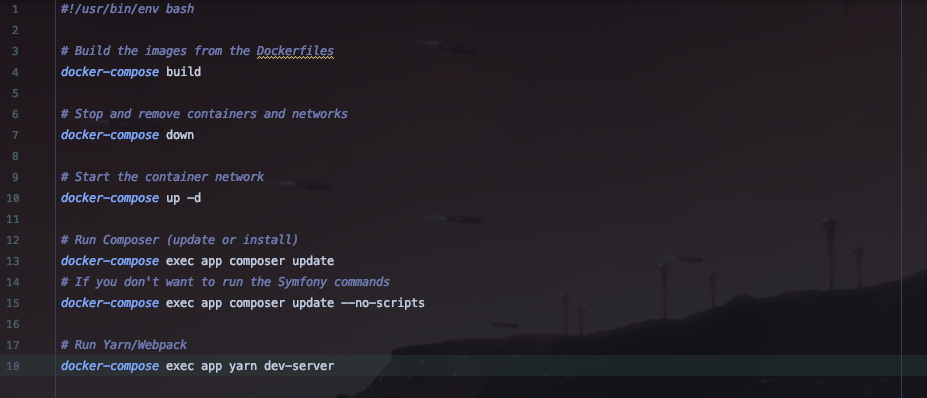 1 #!/usr/bin/env bash
2
3 # Build the images from the Dockerfiles
4 docker-compose build
5
6 # Stop and remove containers and networks
7 docker-compose down
8
9 # Start the container network
10 docker-compose up -d
11
12 # Run Composer (update or install)
13 docker-compose exec app composer update
14 # If you don't want to run the Symfony commands
15 docker-compose exec app composer update --no-scripts
16
17 # Run Yarn/Webpack
18 docker-compose exec app yarn dev-server